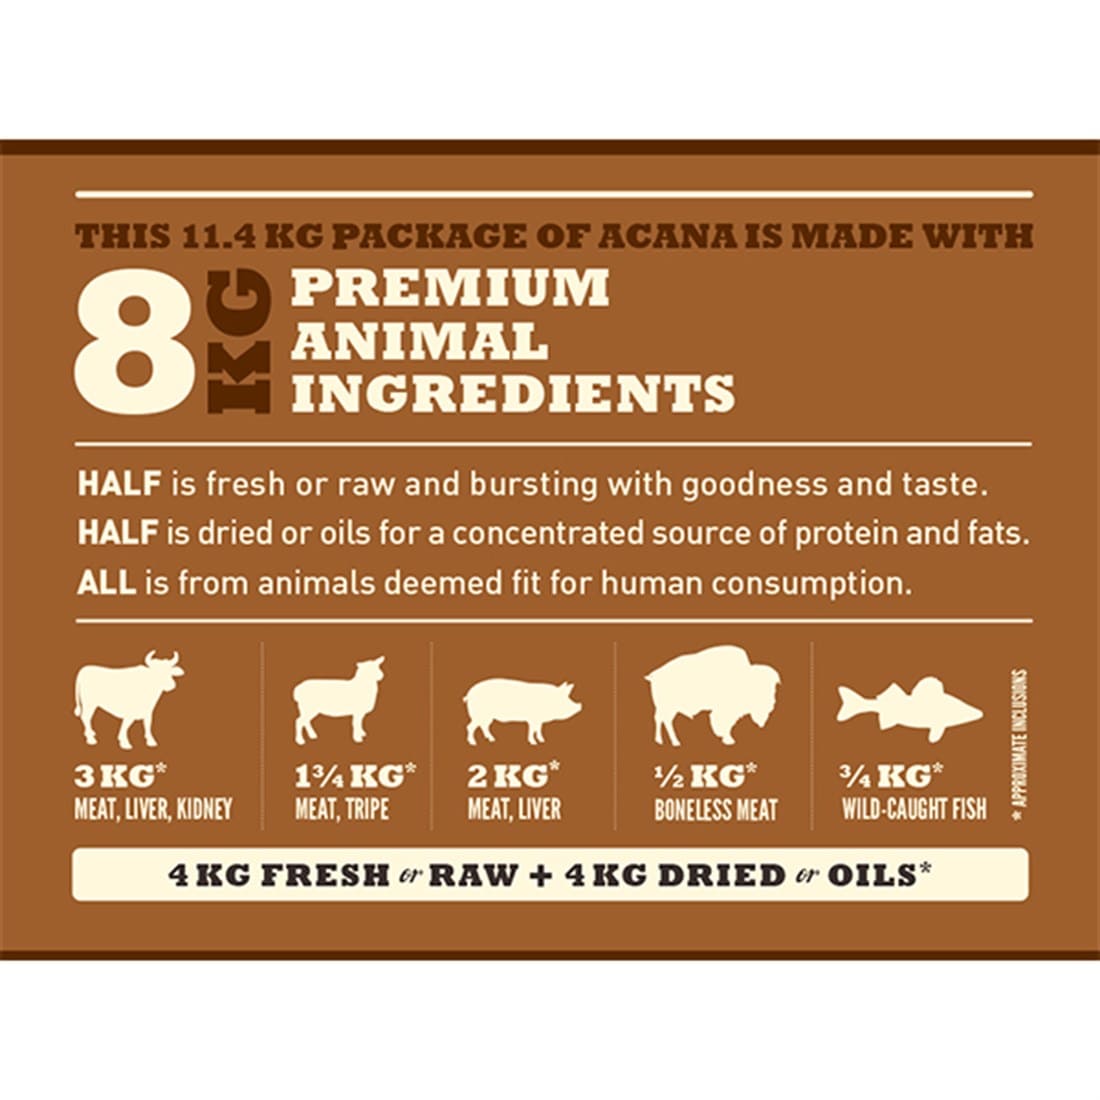 THIS 11.4 KG PACKAGE OF ACANA IS MADE WITH
8 KG
PREMIUM
ANIMAL
INGREDIENTS
HALF is fresh or raw and bursting with goodness and taste.
HALF is dried or oils for a concentrated source of protein and fats.
ALL is from animals deemed fit for human consumption.
3 KG*
MEAT, LIVER, KIDNEY
1¾ KG*
MEAT, TRIPE
2 KG*
MEAT, LIVER
½ KG*
BONELESS MEAT
¾ KG*
WILD-CAUGHT FISH
* APPROXIMATE INCLUSIONS
4 KG FRESH or RAW + 4 KG DRIED or OILS*